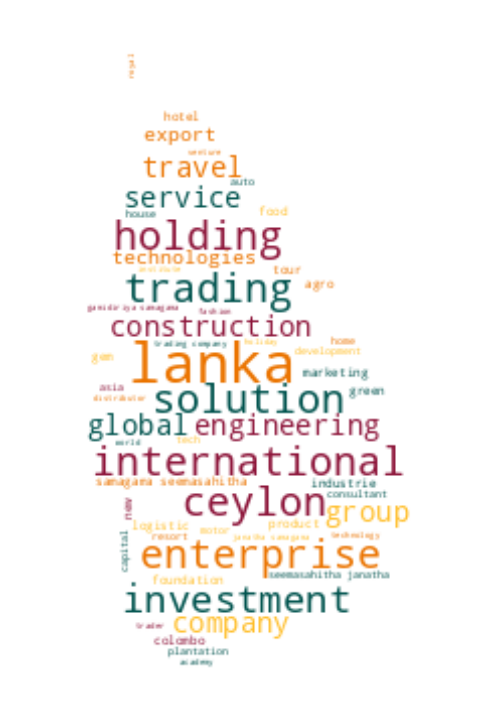 royal
hotel
export
venture
travel
auto
service
house food
holding
technologies
institute tour
agro
trading
gamidiriya samagama fashion
construction
trading company holiday home
gem development
lanka
marketing
asia green
distributor
solution
global engineering
world tech
international
samagama seemasahitha industrie
consultant
new
ceylon group
logistic product
resort motor janatha samagama technology
capital
enterprise
foundation seemasahitha janatha
investment
trader company
colombo
plantation
academy